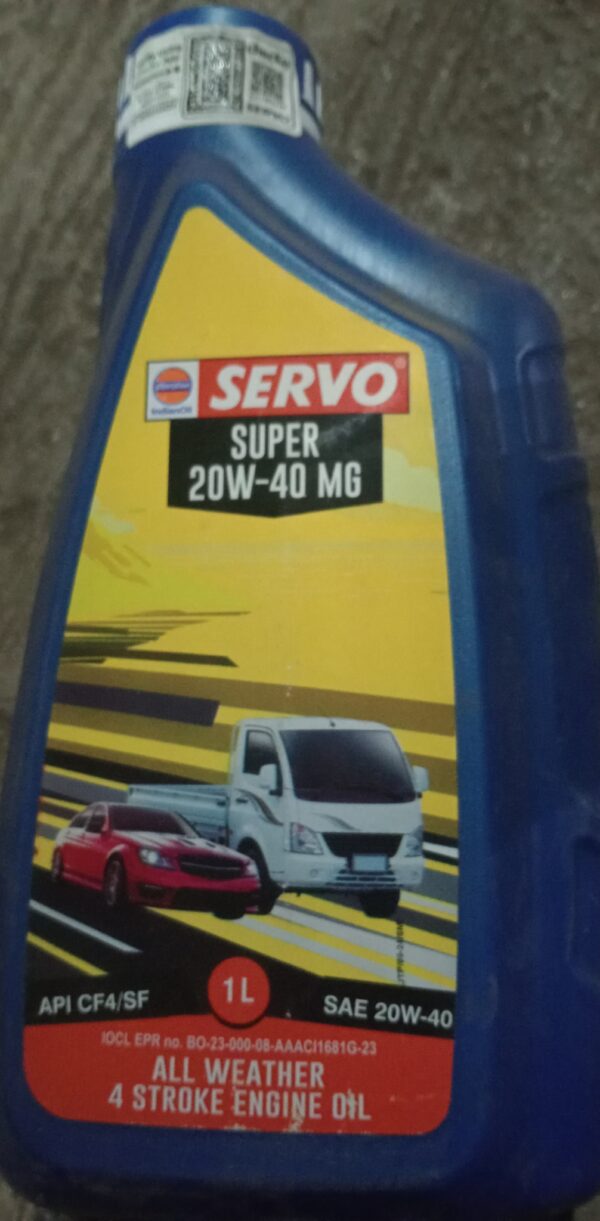 IndianOil
SERVO®
SUPER
20W-40 MG
API CF4/SF
1L
SAE 20W-40
IOCL EPR no. BO-23-000-08-AAACI1681G-23
ALL WEATHER
4 STROKE ENGINE OIL